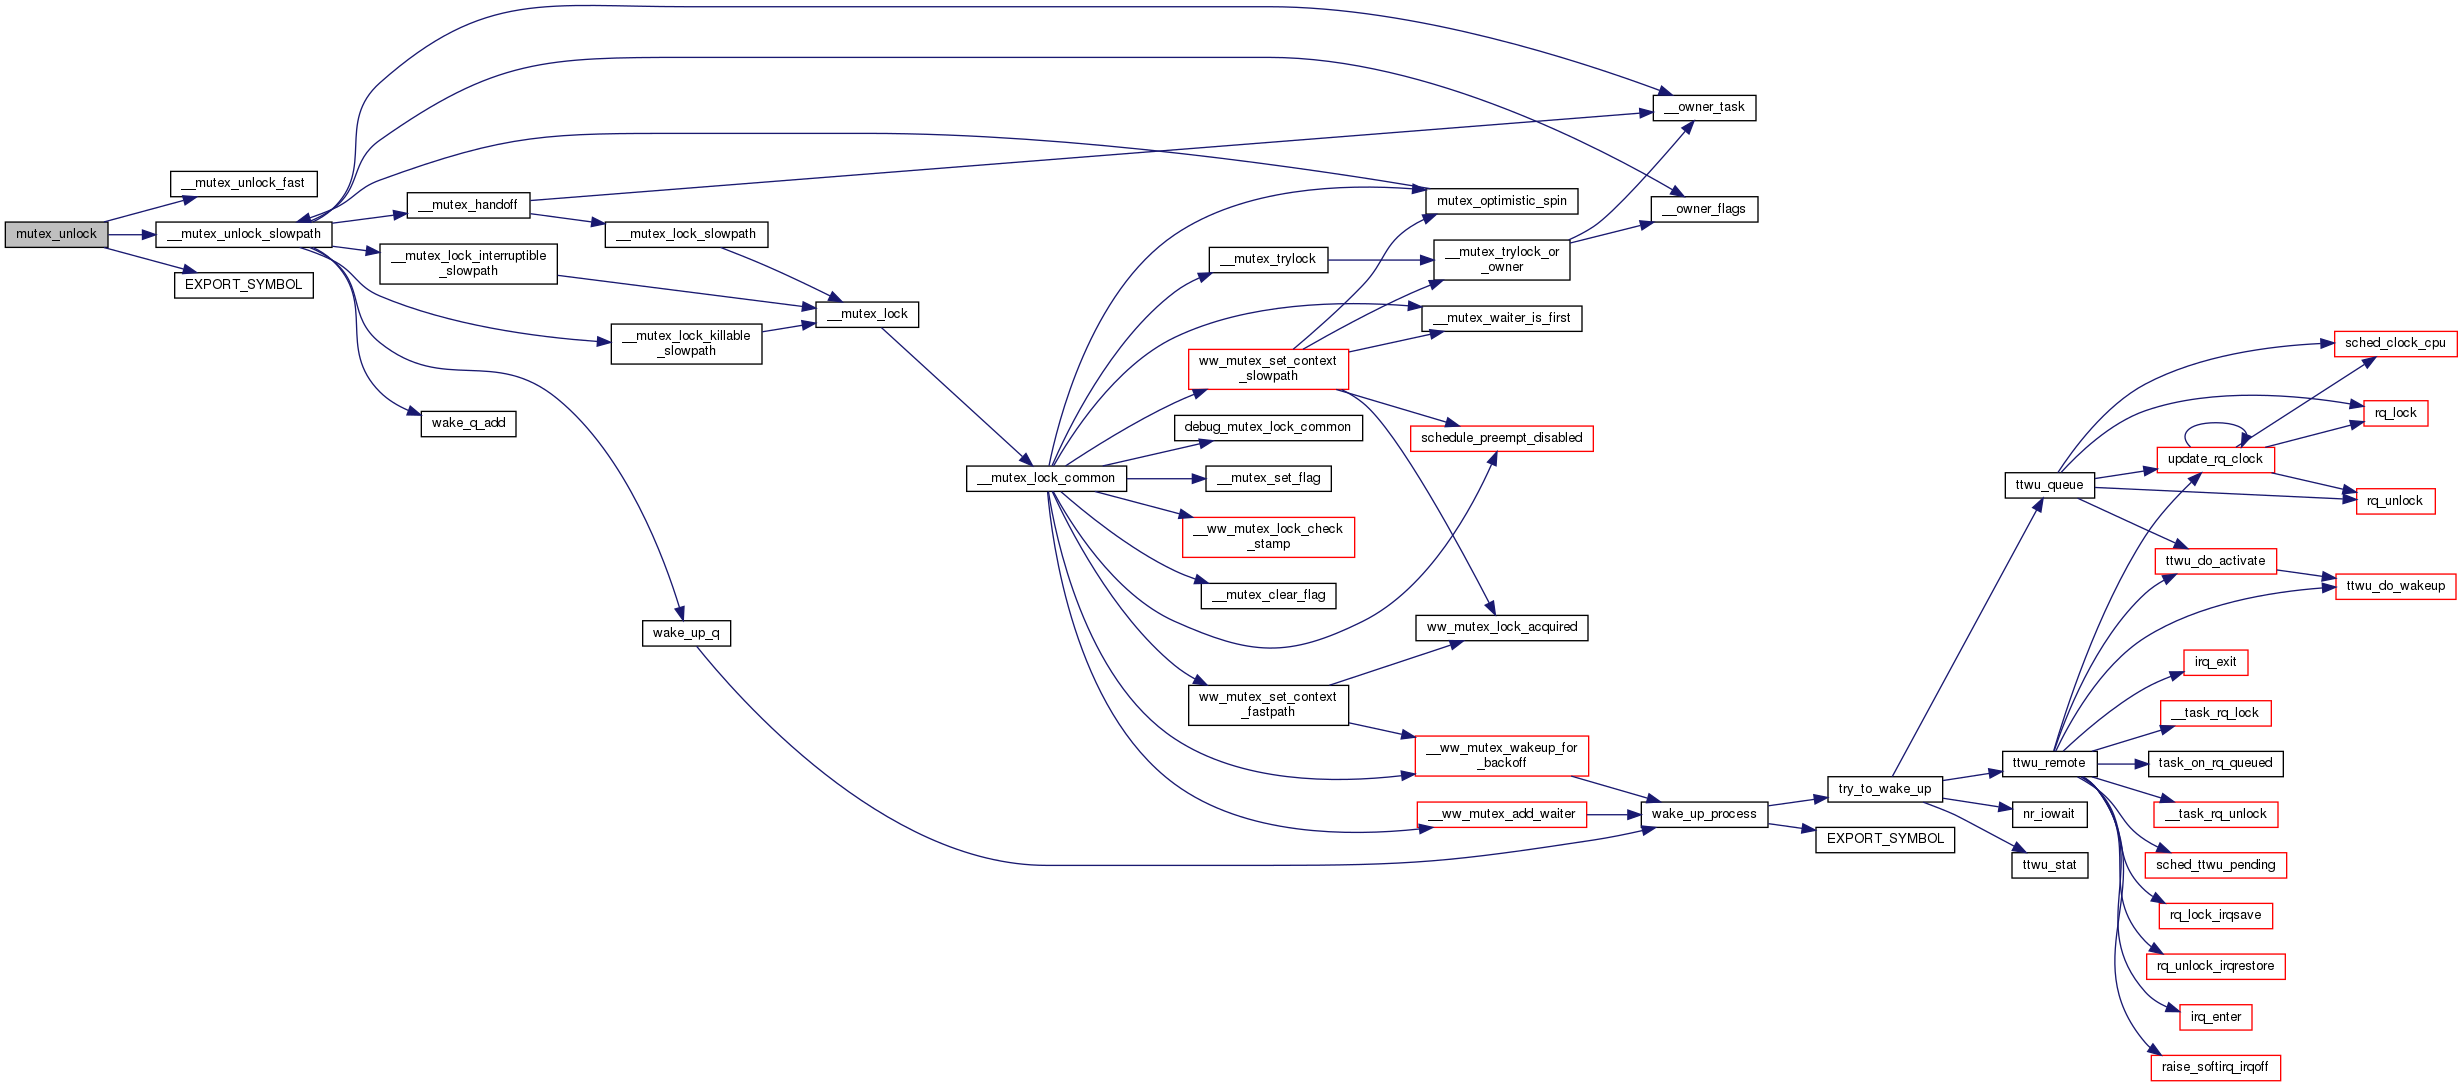 mutex_unlock
__mutex_unlock_fast
__mutex_unlock_slowpath
EXPORT_SYMBOL
__mutex_handoff
__mutex_lock_interruptible
_slowpath
__mutex_lock_slowpath
__mutex_lock_killable
_slowpath
wake_q_add
wake_up_q
__mutex_lock
__mutex_lock_common
__mutex_trylock
ww_mutex_set_context
_slowpath
debug_mutex_lock_common
__mutex_set_flag
__ww_mutex_lock_check
_stamp
__mutex_clear_flag
ww_mutex_set_context
_fastpath
mutex_optimistic_spin
__mutex_trylock_or
_owner
__mutex_waiter_is_first
schedule_preempt_disabled
ww_mutex_lock_acquired
__ww_mutex_wakeup_for
_backoff
__ww_mutex_add_waiter
__owner_task
__owner_flags
wake_up_process
try_to_wake_up
EXPORT_SYMBOL
ttwu_queue
ttwu_remote
nr_iowait
ttwu_stat
sched_clock_cpu
rq_lock
update_rq_clock
rq_unlock
ttwu_do_activate
ttwu_do_wakeup
irq_exit
__task_rq_lock
task_on_rq_queued
__task_rq_unlock
sched_ttwu_pending
rq_lock_irqsave
rq_unlock_irqrestore
irq_enter
raise_softirq_irqoff